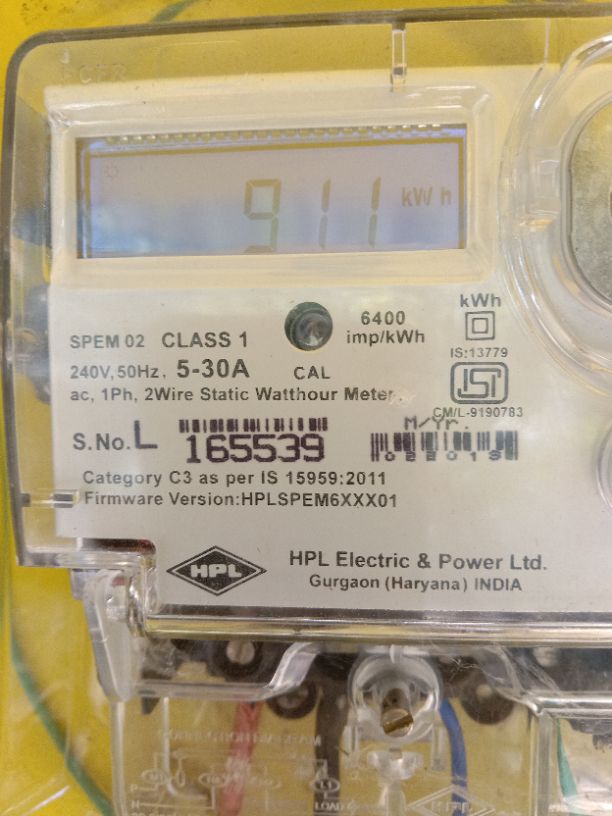 911 kWh
kWh
6400
imp/kWh
SPEM 02 CLASS 1
IS:13779
240V, 50Hz, 5-30A
CAL
ac, 1Ph, 2Wire Static Watthour Meter
ISI
CM/L-9190783
M/Yr.
S.No. L 165539
022019
Category C3 as per IS 15959:2011
Firmware Version:HPLSPEM6XXX01
HPL
HPL Electric & Power Ltd.
Gurgaon (Haryana) INDIA